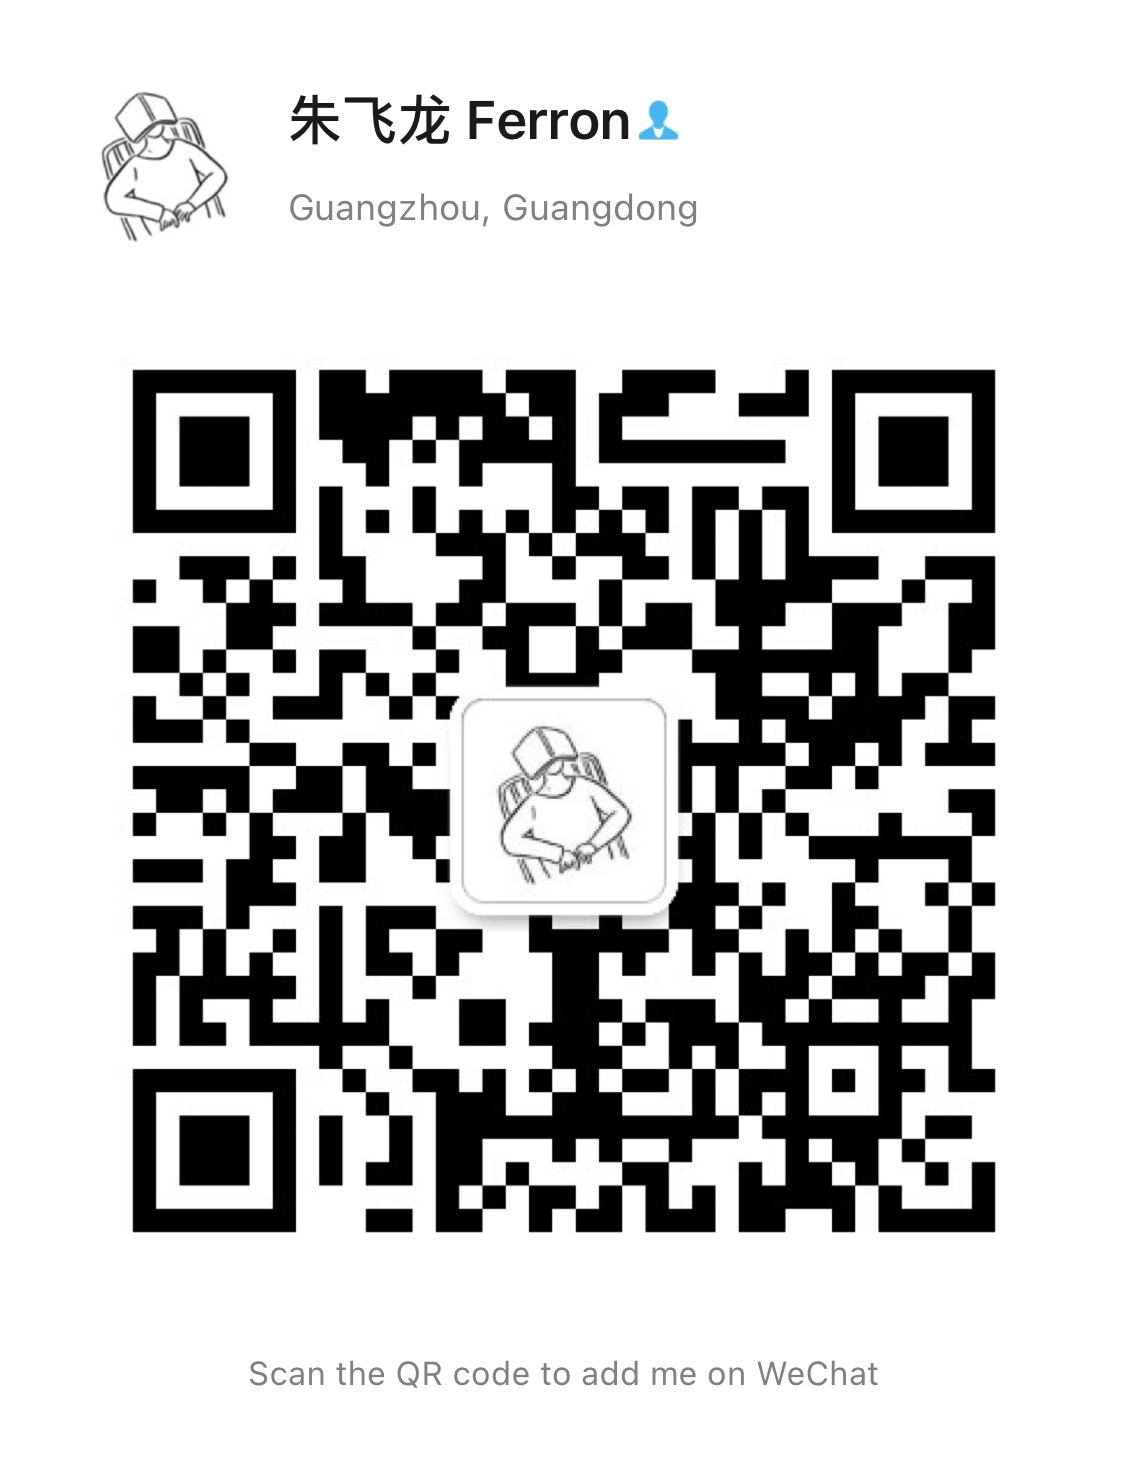 朱飞龙 Ferron👤
Guangzhou, Guangdong
Scan the QR code to add me on WeChat